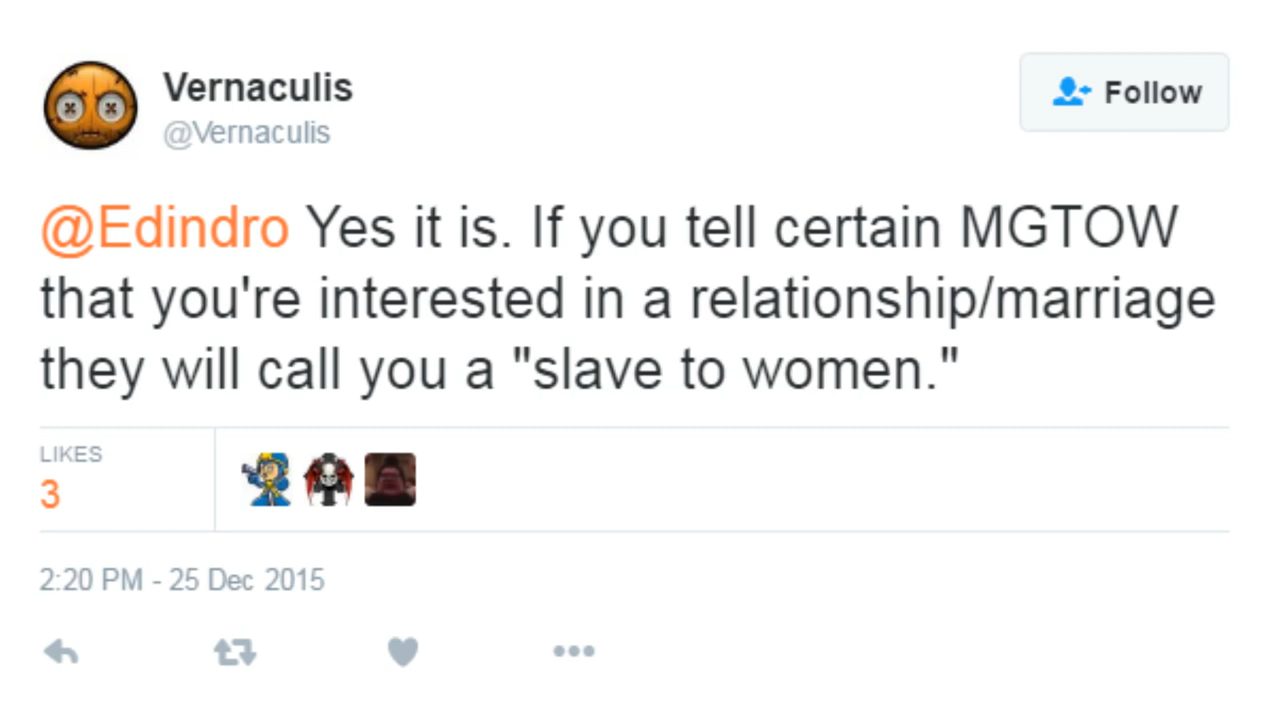 Vernaculis
@Vernaculis
Follow
@Edindro Yes it is. If you tell certain MGTOW
that you're interested in a relationship/marriage
they will call you a "slave to women."
LIKES
3
2:20 PM - 25 Dec 2015